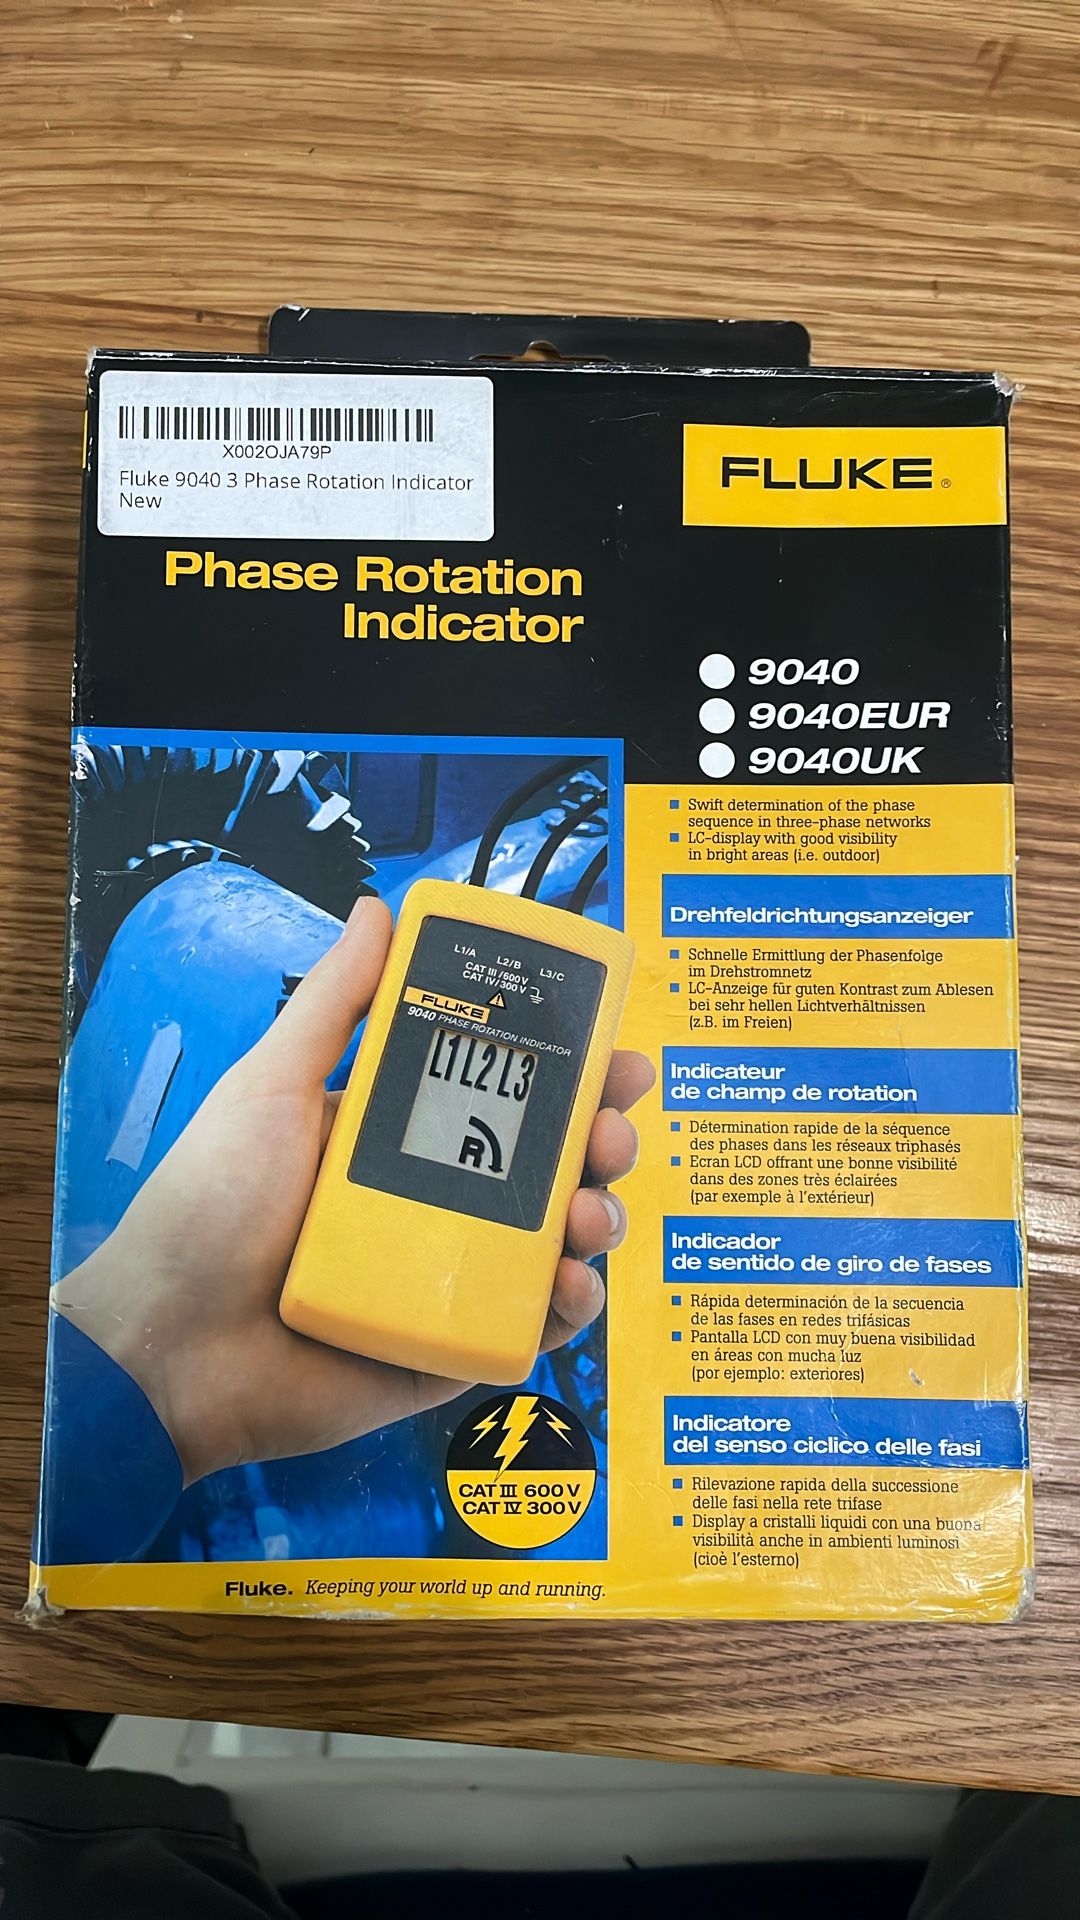 X002OJA79P
Fluke 9040 3 Phase Rotation Indicator
New
FLUKE®
Phase Rotation
Indicator
9040
9040EUR
9040UK
Swift determination of the phase
sequence in three-phase networks
LC-display with good visibility
in bright areas (i.e. outdoor)
Drehfeldrichtungsanzeiger
Schnelle Ermittlung der Phasenfolge
im Drehstromnetz
LC-Anzeige für guten Kontrast zum Ablesen
bei sehr hellen Lichtverhältnissen
(z.B. im Freien)
Indicateur
de champ de rotation
Détermination rapide de la séquence
des phases dans les réseaux triphasés
Ecran LCD offrant une bonne visibilité
dans des zones très éclairées
(par exemple à l'extérieur)
Indicador
de sentido de giro de fases
Rápida determinación de la secuencia
de las fases en redes trifásicas
Pantalla LCD con muy buena visibilidad
en áreas con mucha luz
(por ejemplo: exteriores)
Indicatore
del senso ciclico delle fasi
Rilevazione rapida della successione
delle fasi nella rete trifase
Display a cristalli liquidi con una buona
visibilità anche in ambienti luminosi
(cioè l'esterno)
L1/A L2/B L3/C
CAT III/600V
CAT IV/300V
FLUKE
9040 PHASE ROTATION INDICATOR
L1 L2 L3
R
CAT III 600 V
CAT IV 300 V
Fluke. Keeping your world up and running.